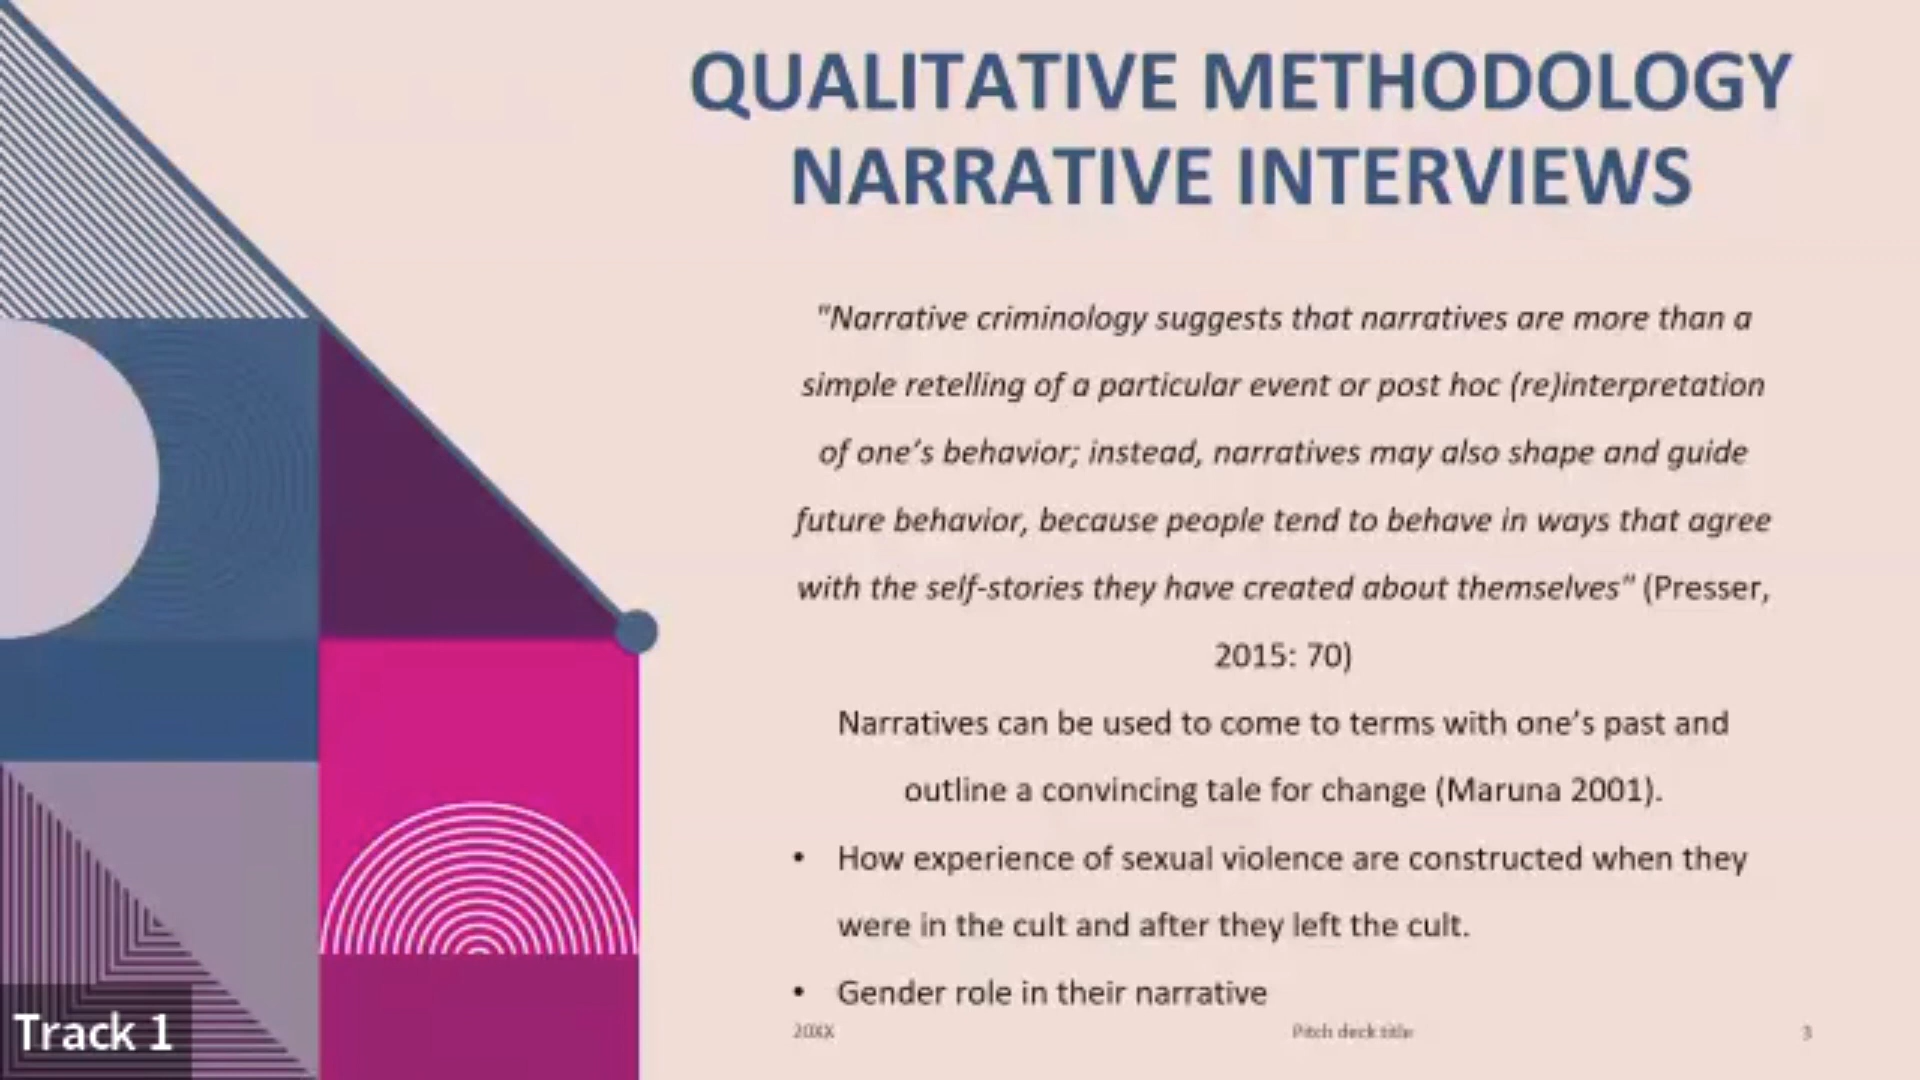 QUALITATIVE METHODOLOGY
NARRATIVE INTERVIEWS
"Narrative criminology suggests that narratives are more than a
simple retelling of a particular event or post hoc (re)interpretation
of one’s behavior; instead, narratives may also shape and guide
future behavior, because people tend to behave in ways that agree
with the self-stories they have created about themselves" (Presser,
2015: 70)
Narratives can be used to come to terms with one’s past and
outline a convincing tale for change (Maruna 2001).
• How experience of sexual violence are constructed when they
were in the cult and after they left the cult.
• Gender role in their narrative
20XX Pitch deck title 3
Track 1